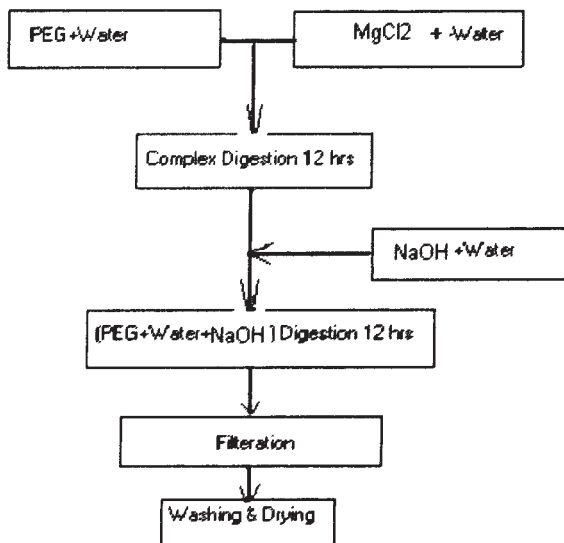 PEG+Water
MgCl2 + Water
Complex Digestion 12 hrs
NaOH +Water
(PEG+Water+NaOH ) Digestion 12 hrs
Filteration
Washing & Drying